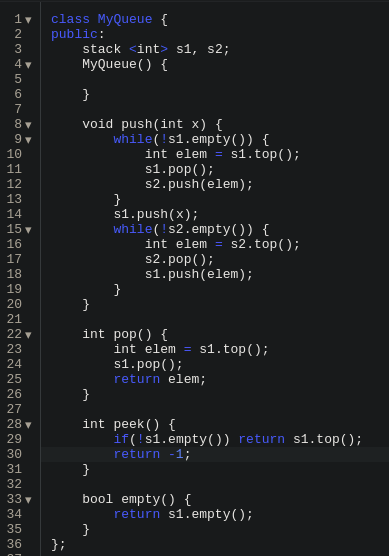 1 class MyQueue {
2 public:
3     stack <int> s1, s2;
4     MyQueue() {
5
6     }
7
8     void push(int x) {
9         while(!s1.empty()) {
10             int elem = s1.top();
11             s1.pop();
12             s2.push(elem);
13         }
14         s1.push(x);
15         while(!s2.empty()) {
16             int elem = s2.top();
17             s2.pop();
18             s1.push(elem);
19         }
20     }
21
22     int pop() {
23         int elem = s1.top();
24         s1.pop();
25         return elem;
26     }
27
28     int peek() {
29         if(!s1.empty()) return s1.top();
30         return -1;
31     }
32
33     bool empty() {
34         return s1.empty();
35     }
36 };